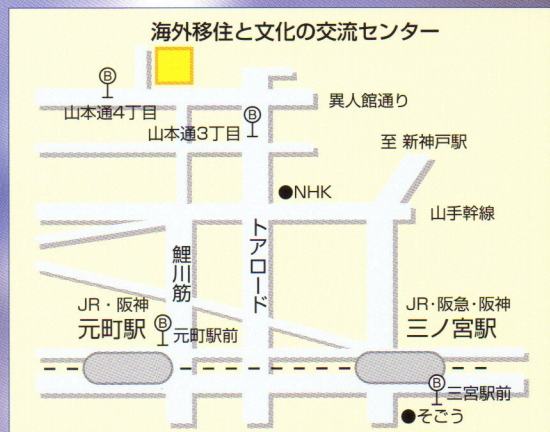 海外移住と文化の交流センター
Ⓑ
山本通4丁目
Ⓑ
山本通3丁目
異人館通り
至 新神戸駅
●NHK
山手幹線
鯉川筋
トアロード
JR・阪神
元町駅
Ⓑ
元町駅前
JR・阪急・阪神
三ノ宮駅
Ⓑ
三宮駅前
●そごう